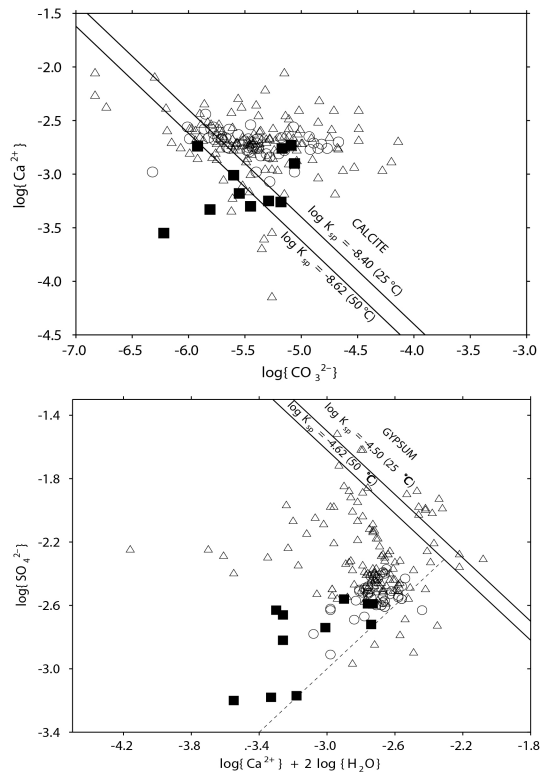 -1.5
-2.0
-2.5
-3.0
-3.5
-4.0
-4.5
log{Ca²⁺}
CALCITE
log K sp = -8.40 (25°C)
log K sp = -8.62 (50°C)
-7.0 -6.5 -6.0 -5.5 -5.0 -4.5 -4.0 -3.5 -3.0
log{CO₃²⁻}
-1.4
-1.8
-2.2
-2.6
-3.0
-3.4
log{SO₄²⁻}
GYPSUM
log K sp = -4.50 (25 °C)
log K sp = -4.62 (50 °C)
-4.2 -3.8 .-3.4 -3.0 -2.6 -2.2 -1.8
log{Ca²⁺} + 2 log {H₂O}